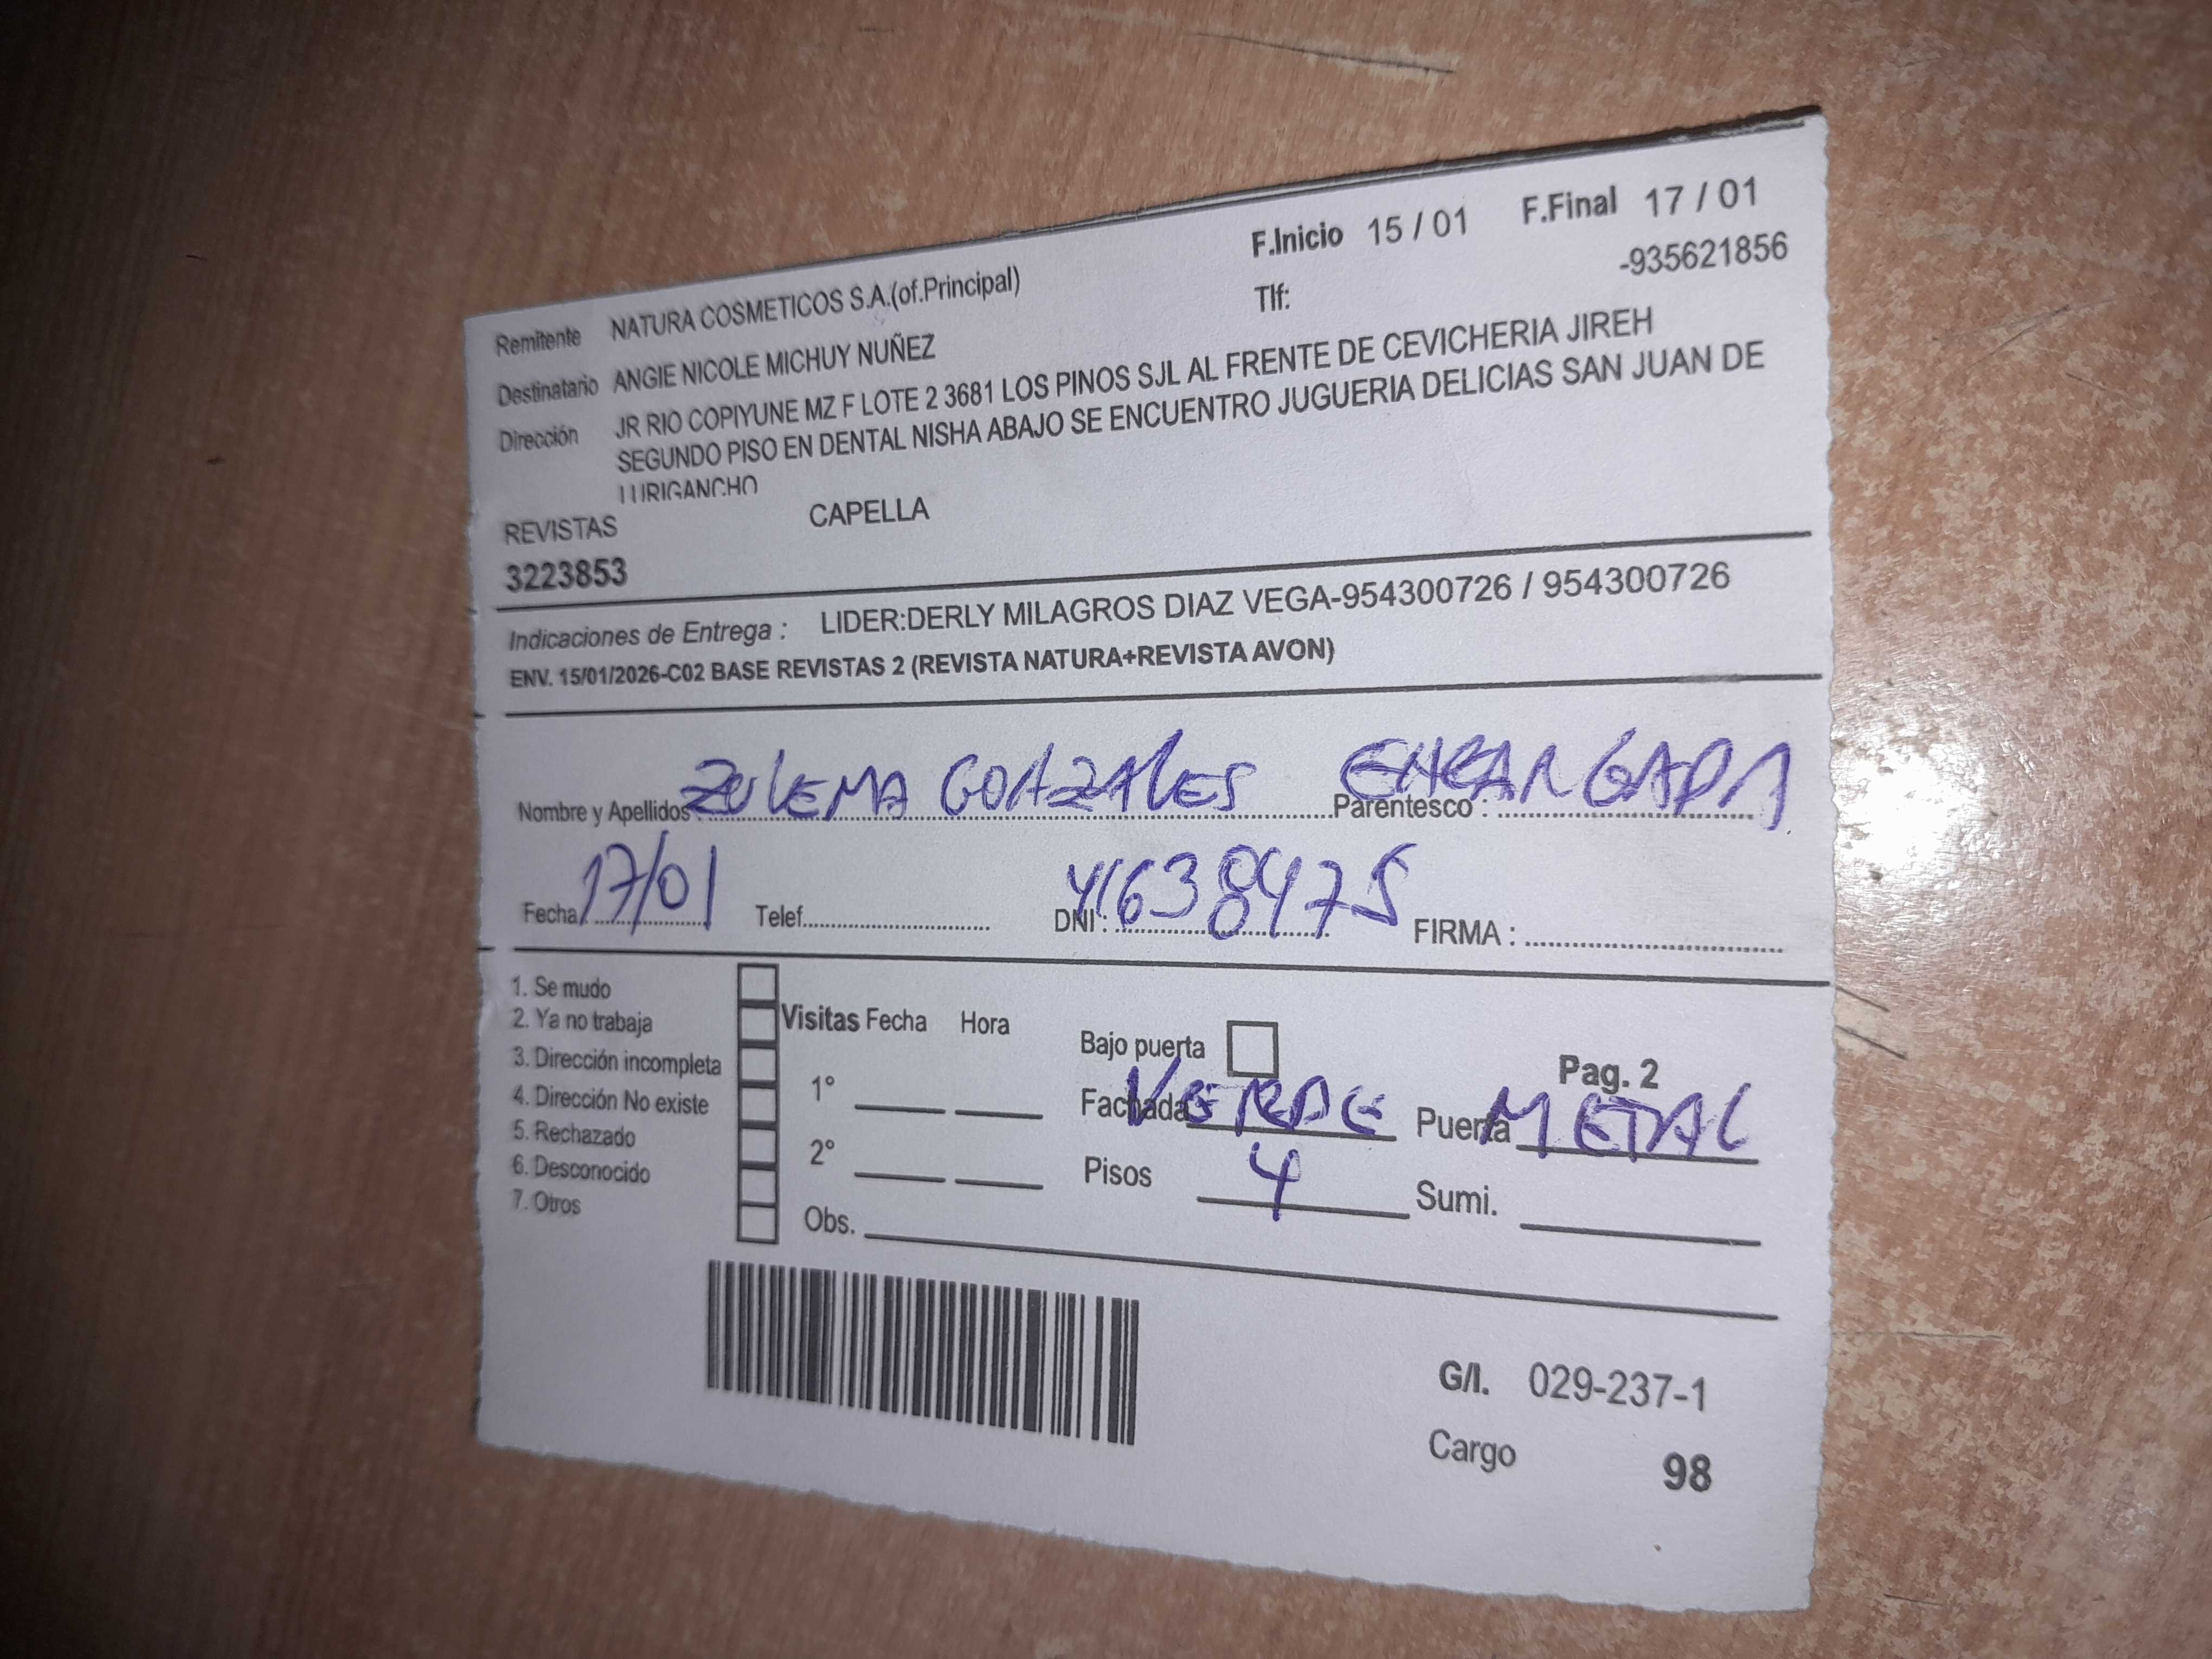 F.Inicio 15 / 01 F.Final 17 / 01
Remitente NATURA COSMETICOS S.A.(of.Principal) Tlf: -935621856
Destinatario ANGIE NICOLE MICHUY NUÑEZ
Dirección JR RIO COPIYUNE MZ F LOTE 2 3681 LOS PINOS SJL AL FRENTE DE CEVICHERIA JIREH
SEGUNDO PISO EN DENTAL NISHA ABAJO SE ENCUENTRO JUGUERIA DELICIAS SAN JUAN DE
LURIGANCHO
REVISTAS CAPELLA
3223853
Indicaciones de Entrega : LIDER:DERLY MILAGROS DIAZ VEGA-954300726 / 954300726
ENV. 15/01/2026-C02 BASE REVISTAS 2 (REVISTA NATURA+REVISTA AVON)
Nombre y Apellidos: ZULEMA GONZALES Parentesco : ENCARGADA
Fecha 17/01 Telef. DNI : 41638475 FIRMA :
1. Se mudo
2. Ya no trabaja
3. Dirección incompleta
4. Dirección No existe
5. Rechazado
6. Desconocido
7. Otros
Visitas Fecha Hora
1°
2°
Obs.
Bajo puerta Pag. 2
Fachada VERDE Puerta METAL
Pisos 4 Sumi.
G/I. 029-237-1
Cargo 98